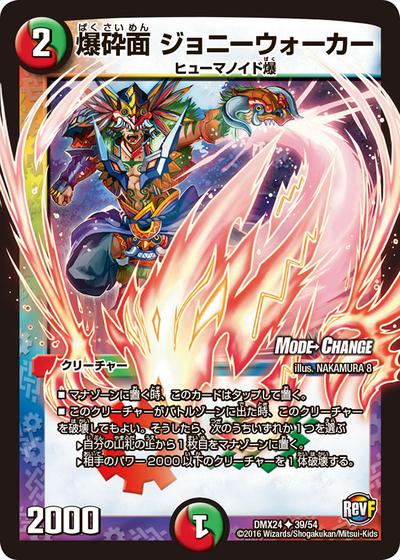 2
ばくさいめん
爆砕面 ジョニーウォーカー
ヒューマノイド爆
ばく
MODE CHANGE
illus. NAKAMURA 8
クリーチャー
■マナゾーンに置く時、このカードはタップして置く。
■このクリーチャーがバトルゾーンに出た時、このクリーチャー
を破壊してもよい。そうしたら、次のうちいずれか1つを選ぶ
▶自分の山札の上から1枚目をマナゾーンに置く。
▶相手のパワー2000以下のクリーチャーを1体破壊する。
RevF
2000
1
DMX24 ◆ 39/54
©2016 Wizards/Shogakukan/Mitsui-Kids